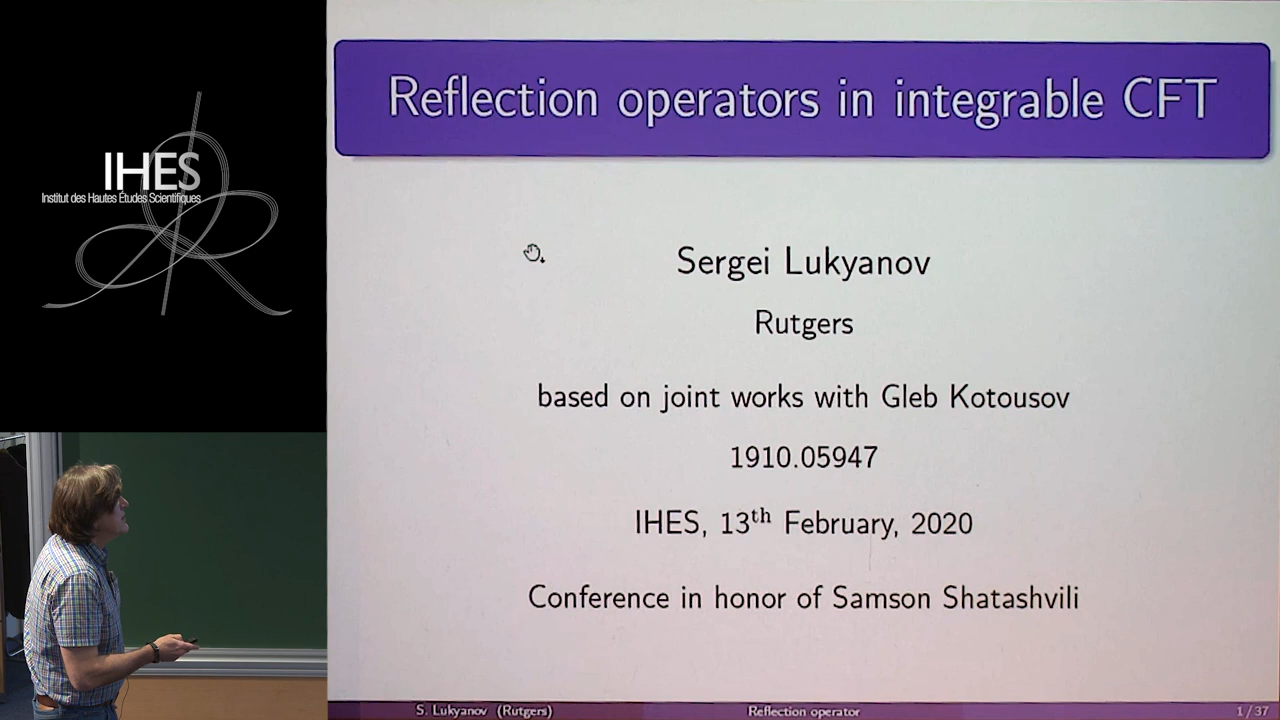 IHES
Institut des Hautes Études Scientifiques
Reflection operators in integrable CFT
Sergei Lukyanov
Rutgers
based on joint works with Gleb Kotousov
1910.05947
IHES, 13th February, 2020
Conference in honor of Samson Shatashvili
S. Lukyanov (Rutgers)
Reflection operator
1 / 37